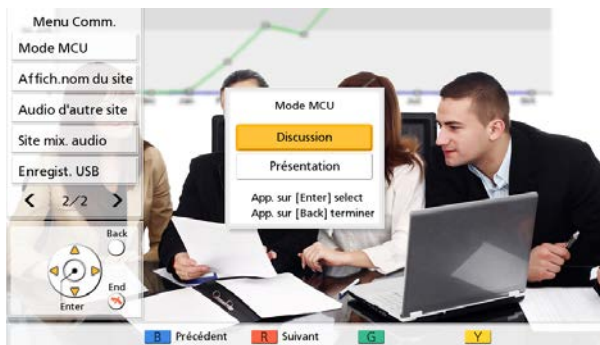 Menu Comm.
Mode MCU
Affich.nom du site
Audio d'autre site
Site mix. audio
Enregist. USB
2/2
Back
End
Enter
Mode MCU
Discussion
Présentation
App. sur [Enter] select
App. sur [Back] terminer
B Précédent R Suivant G Y